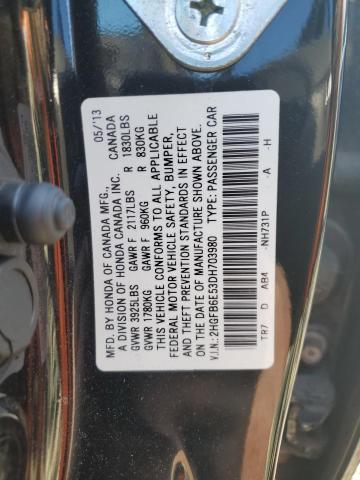 MFD. BY HONDA OF CANADA MFG., 05/'13
A DIVISION OF HONDA CANADA INC. CANADA
GVWR 3925LBS GAWR F 2117LBS R 1830LBS
GVWR 1780KG GAWR F 960KG R 830KG
THIS VEHICLE CONFORMS TO ALL APPLICABLE
FEDERAL MOTOR VEHICLE SAFETY, BUMPER,
AND THEFT PREVENTION STANDARDS IN EFFECT
ON THE DATE OF MANUFACTURE SHOWN ABOVE.
V.I.N.: 2HGFB6E53DH703980 TYPE: PASSENGER CAR
TR7 D AB4 -NH731P -A -H